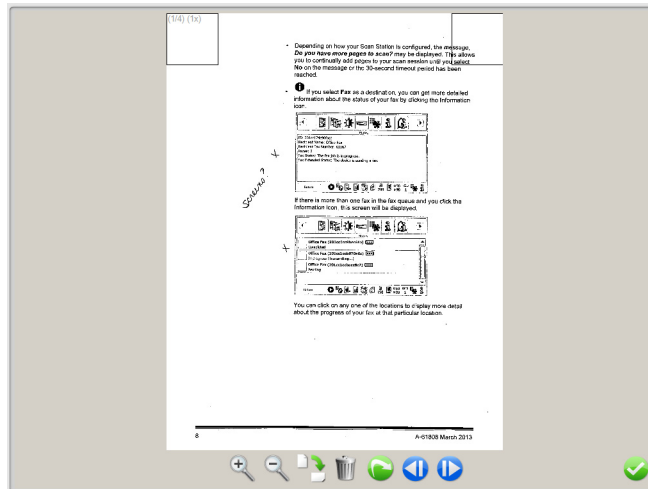 (1/4) (1x)
- Depending on how your Scan Station is configured, the message,
Do you have more pages to scan? may be displayed. This allows
you to continually add pages to your scan session until you select
No on the message or the 30-second timeout period has been
reached.
- If you select Fax as a destination, you can get more detailed
information about the status of your fax by clicking the Information
icon.
Screens?
If there is more than one fax in the fax queue and you click the
Information icon, this screen will be displayed.
Office Fax
Office Fax
Office Fax
You can click on any one of the locations to display more detail
about the progress of your fax at that particular location.
8
A-61808 March 2013